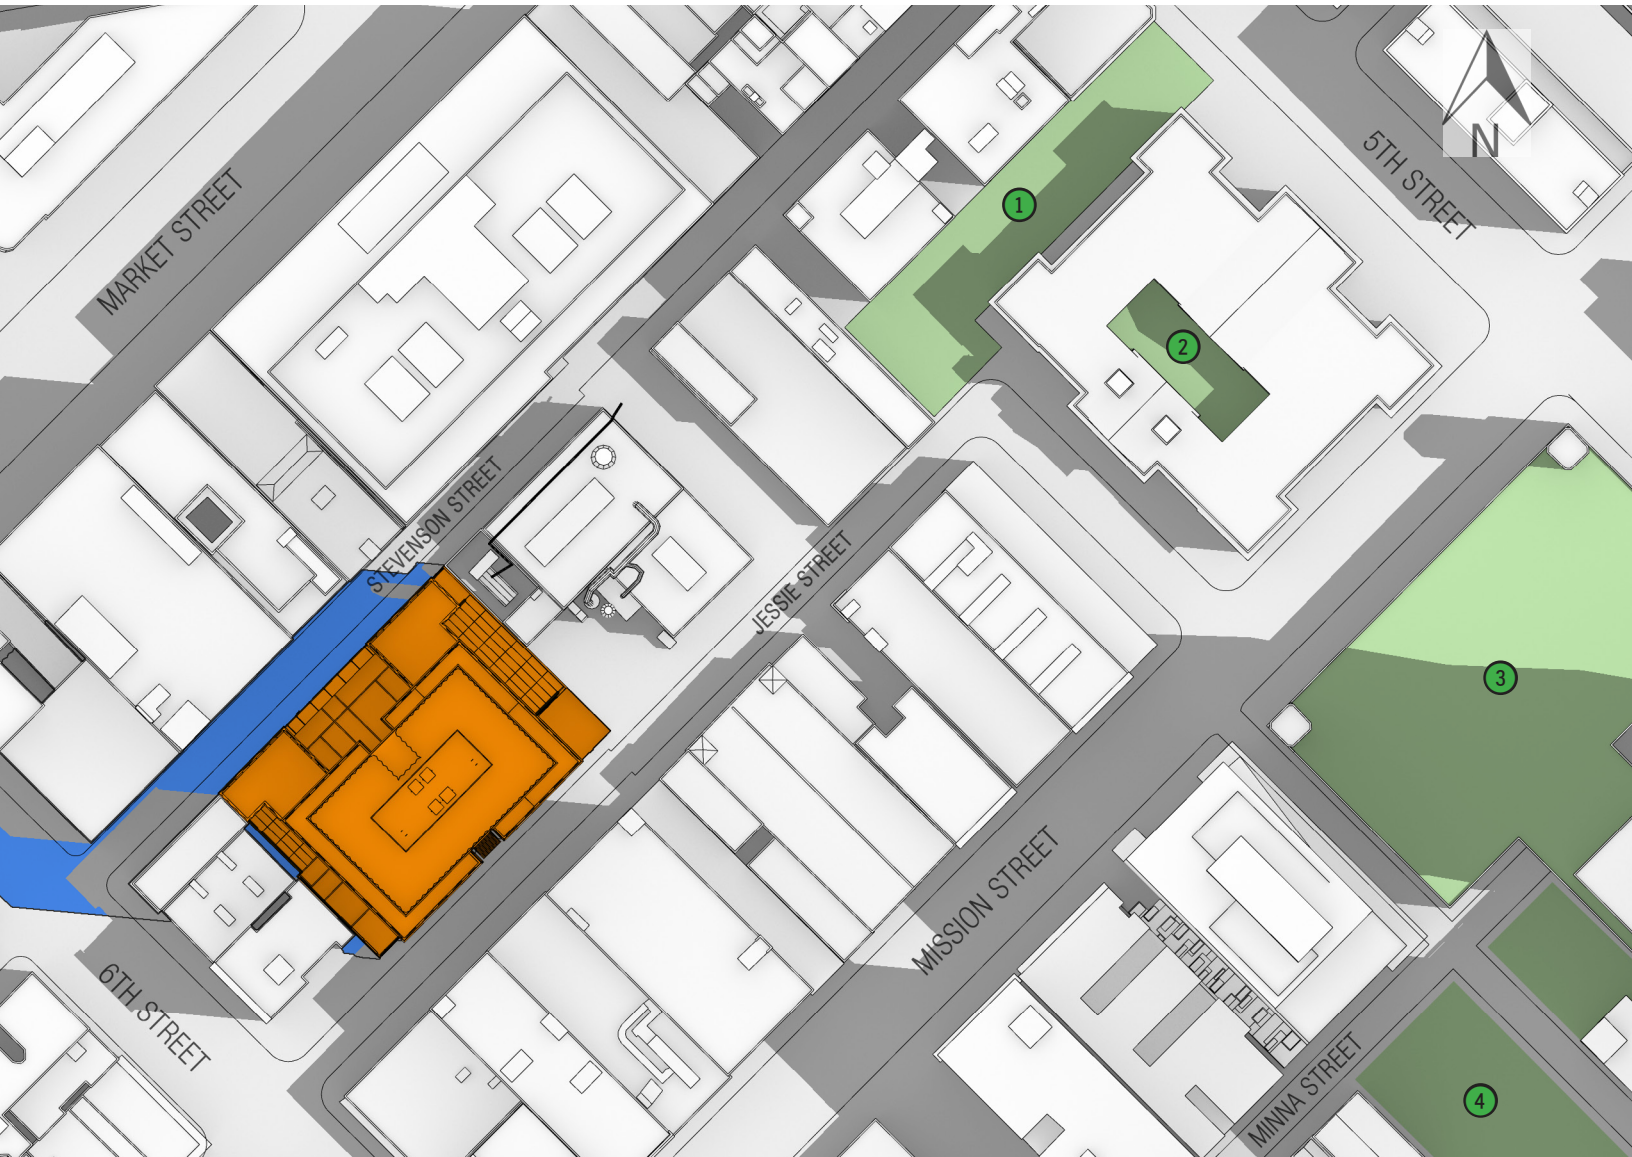 MARKET STREET
5TH STREET
N
1
2
STEVENSON STREET
JESSIE STREET
3
MISSION STREET
6TH STREET
MINNA STREET
4